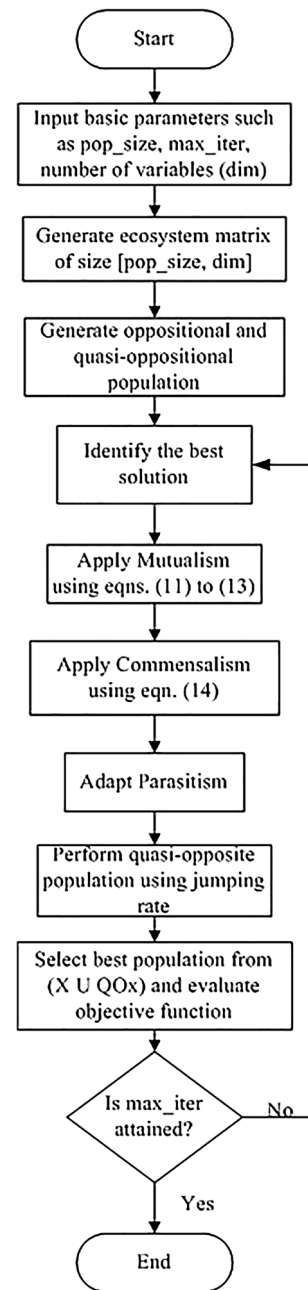 Start
Input basic parameters such
as pop_size, max_iter,
number of variables (dim)
Generate ecosystem matrix
of size [pop_size, dim]
Generate oppositional and
quasi-oppositional
population
Identify the best
solution
Apply Mutualism
using eqns. (11) to (13)
Apply Commensalism
using eqn. (14)
Adapt Parasitism
Perform quasi-opposite
population using jumping
rate
Select best population from
(X U QOx) and evaluate
objective function
Is max_iter
attained?
No
Yes
End